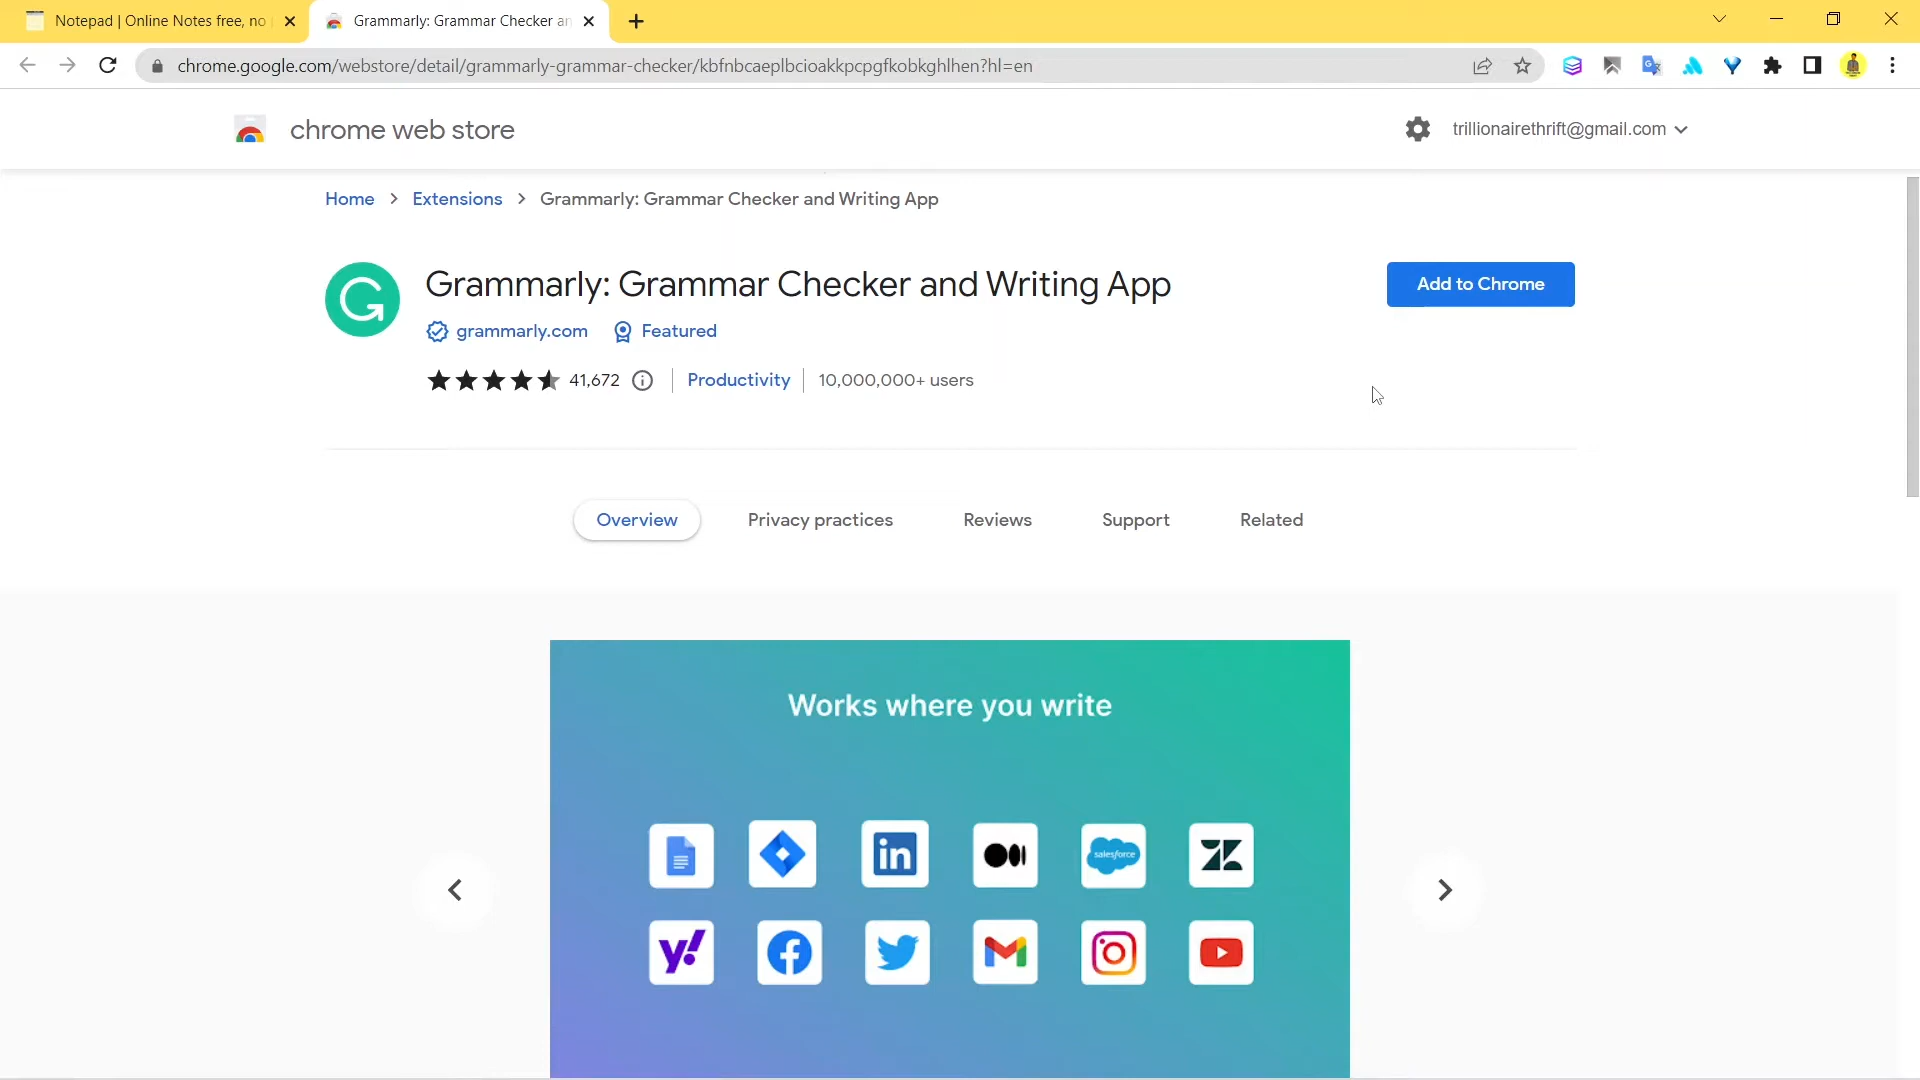 Notepad | Online Notes free, no
Grammarly: Grammar Checker an
chrome.google.com/webstore/detail/grammarly-grammar-checker/kbfnbcaeplbcioakkpcpgfkobkghlhen?hl=en
chrome web store
trillionairethrift@gmail.com
Home > Extensions > Grammarly: Grammar Checker and Writing App
Grammarly: Grammar Checker and Writing App
Add to Chrome
grammarly.com Featured
41,672 Productivity 10,000,000+ users
Overview Privacy practices Reviews Support Related
Works where you write
in salesforce
y!